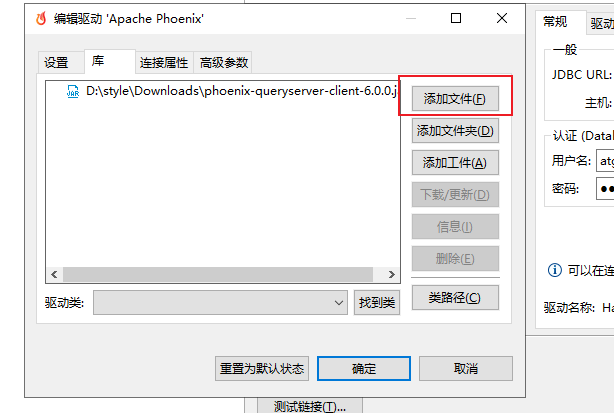 编辑驱动 'Apache Phoenix'
设置
库
连接属性
高级参数
D:\style\Downloads\phoenix-queryserver-client-6.0.0.j
JAR
添加文件(F)
添加文件夹(D)
添加工件(A)
下载/更新(D)
信息(I)
删除(E)
类路径(C)
驱动类:
找到类
重置为默认状态
确定
取消
常规
驱动
一般
JDBC URL:
主机:
认证 (Datal
用户名:
atg
密码:
可以在连
驱动名称:
Ha
测试链接(T)...